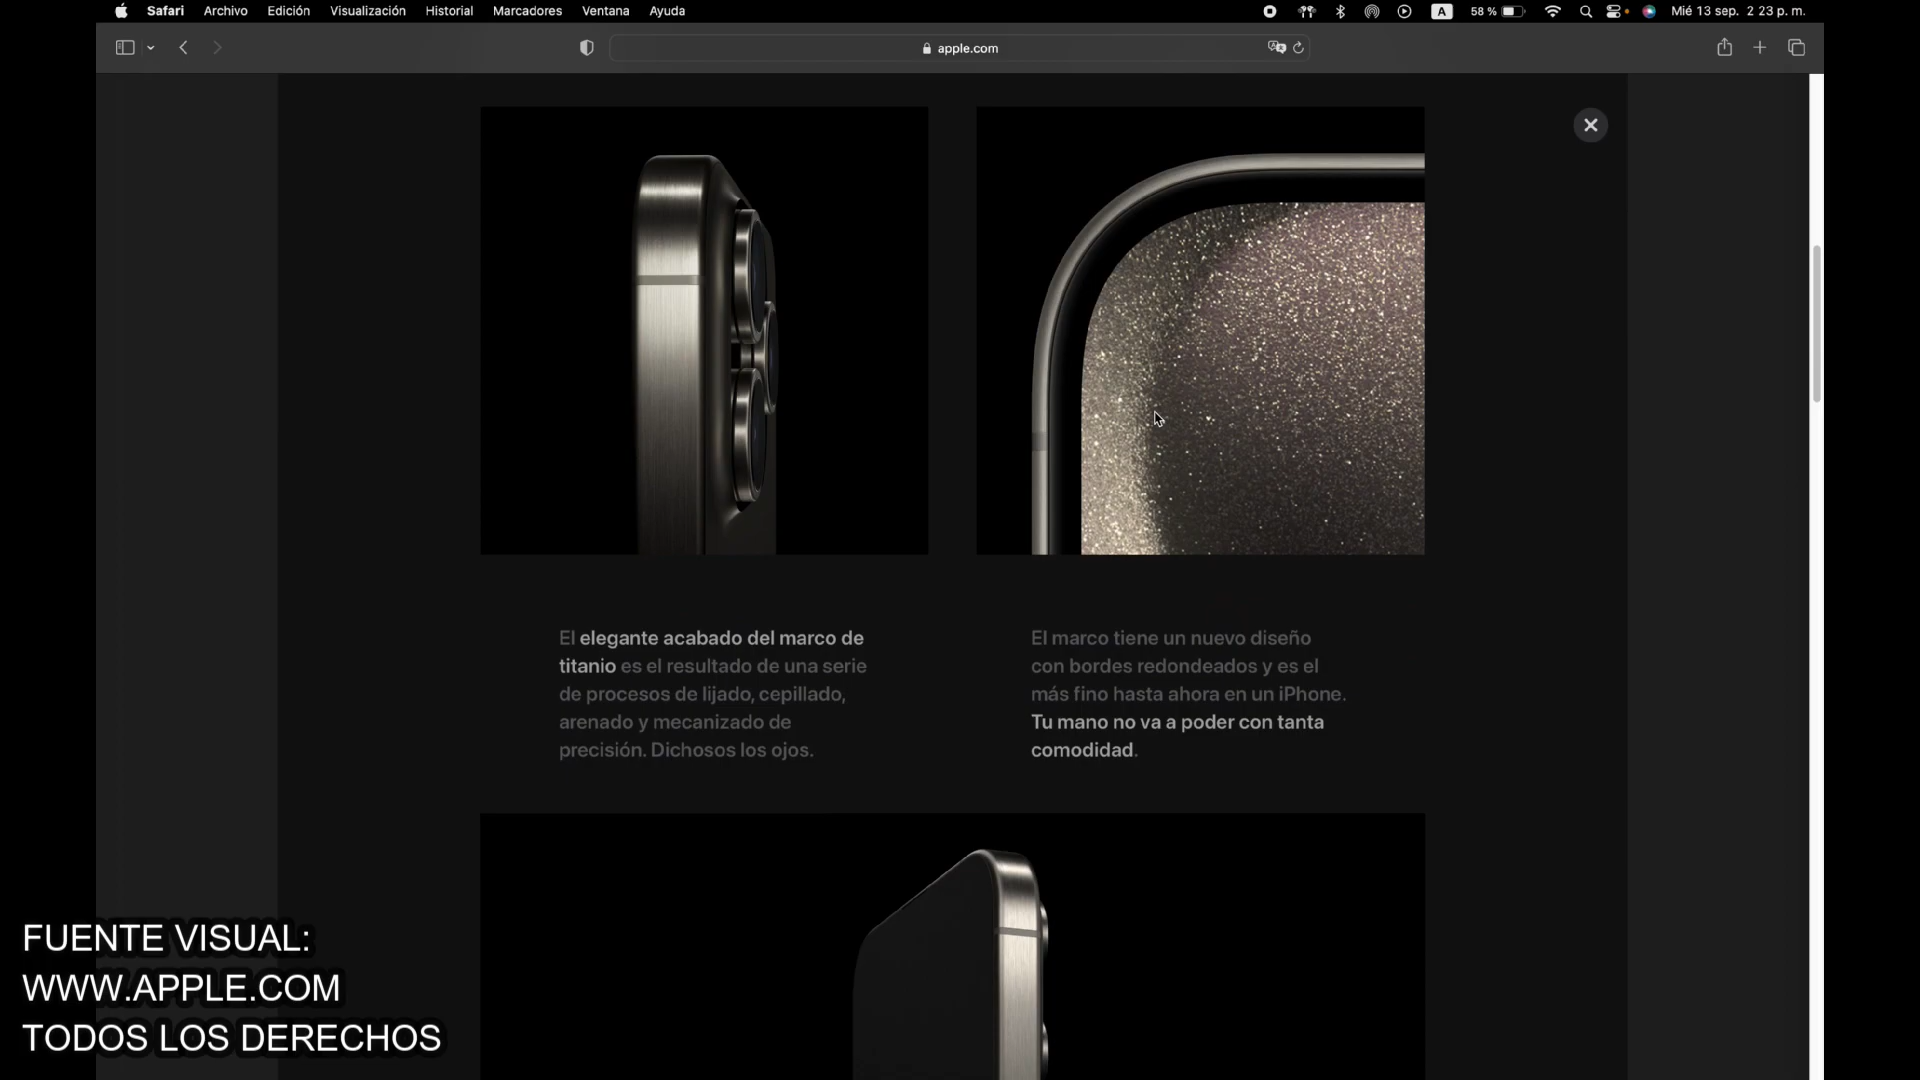 Safari Archivo Edición Visualización Historial Marcadores Ventana Ayuda A 58 % Mié 13 sep. 2 23 p. m.
apple.com
El elegante acabado del marco de
titanio es el resultado de una serie
de procesos de lijado, cepillado,
arenado y mecanizado de
precisión. Dichosos los ojos.
El marco tiene un nuevo diseño
con bordes redondeados y es el
más fino hasta ahora en un iPhone.
Tu mano no va a poder con tanta
comodidad.
FUENTE VISUAL:
WWW.APPLE.COM
TODOS LOS DERECHOS